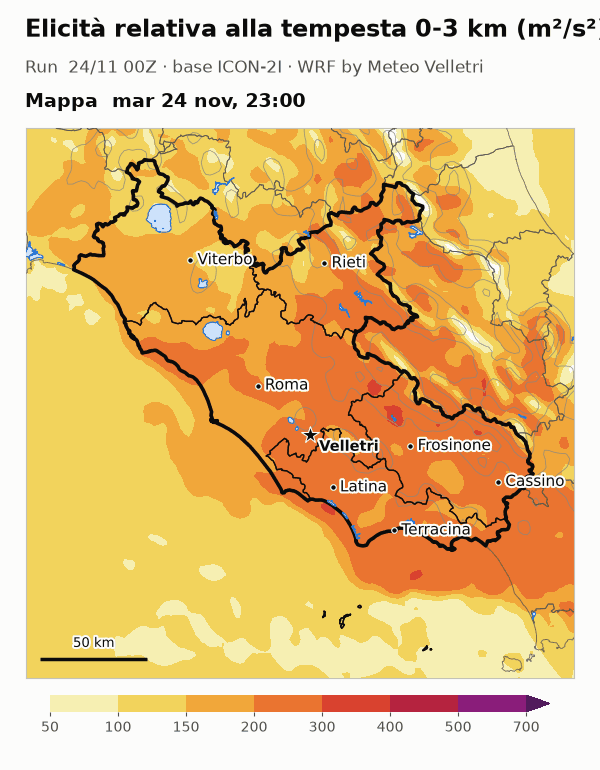 Elicità relativa alla tempesta 0-3 km (m²/s²)
Run 24/11 00Z · base ICON-2I · WRF by Meteo Velletri
Mappa mar 24 nov, 23:00
Viterbo
Rieti
Roma
Velletri
Frosinone
Latina
Cassino
Terracina
50 km
50 100 150 200 300 400 500 700